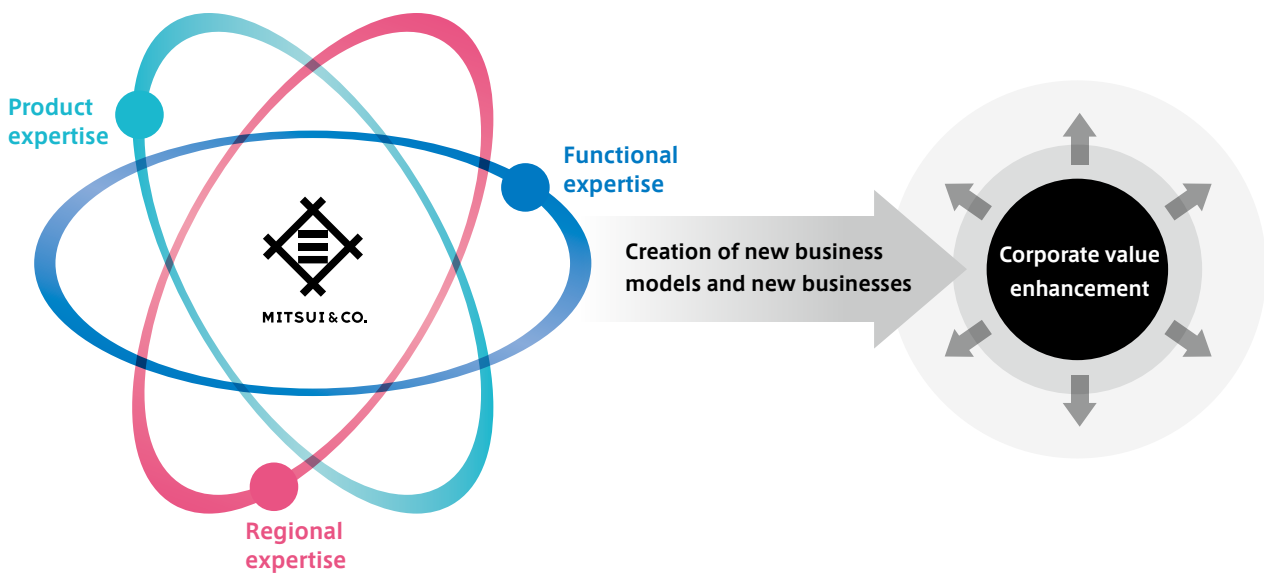 Product
expertise
Functional
expertise
MITSUI & CO.
Creation of new business
models and new businesses
Corporate value
enhancement
Regional
expertise